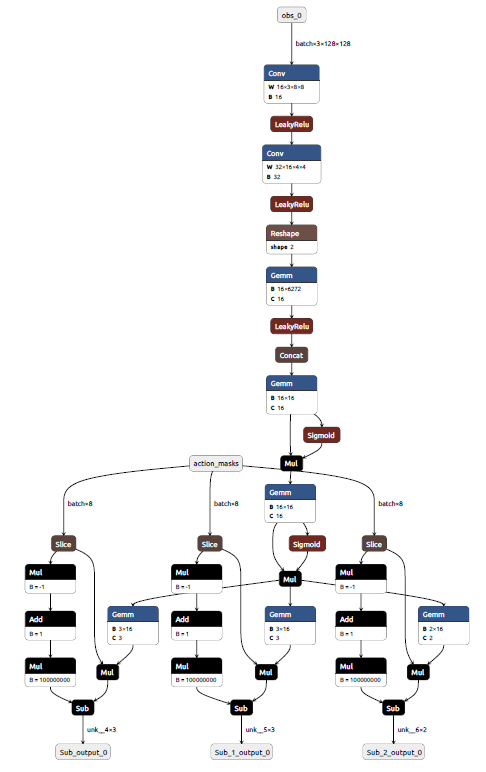 obs_0
batch×3×128×128
Conv
W 16×3×8×8
B 16
LeakyRelu
Conv
W 32×16×4×4
B 32
LeakyRelu
Reshape
shape 2
Gemm
B 16×6272
C 16
LeakyRelu
Concat
Gemm
B 16×16
C 16
Sigmoid
action_masks
Mul
batch×8
batch×8
batch×8
Gemm
B 16×16
C 16
Slice
Slice
Sigmoid
Slice
Mul
B = -1
Mul
B = -1
Mul
Mul
B = -1
Add
B = 1
Gemm
B 3×16
C 3
Add
B = 1
Gemm
B 3×16
C 3
Add
B = 1
Gemm
B 2×16
C 2
Mul
B = 100000000
Mul
Mul
B = 100000000
Mul
Mul
B = 100000000
Mul
Sub
Sub
Sub
unk__4×3
unk__5×3
unk__6×2
Sub_output_0
Sub_1_output_0
Sub_2_output_0